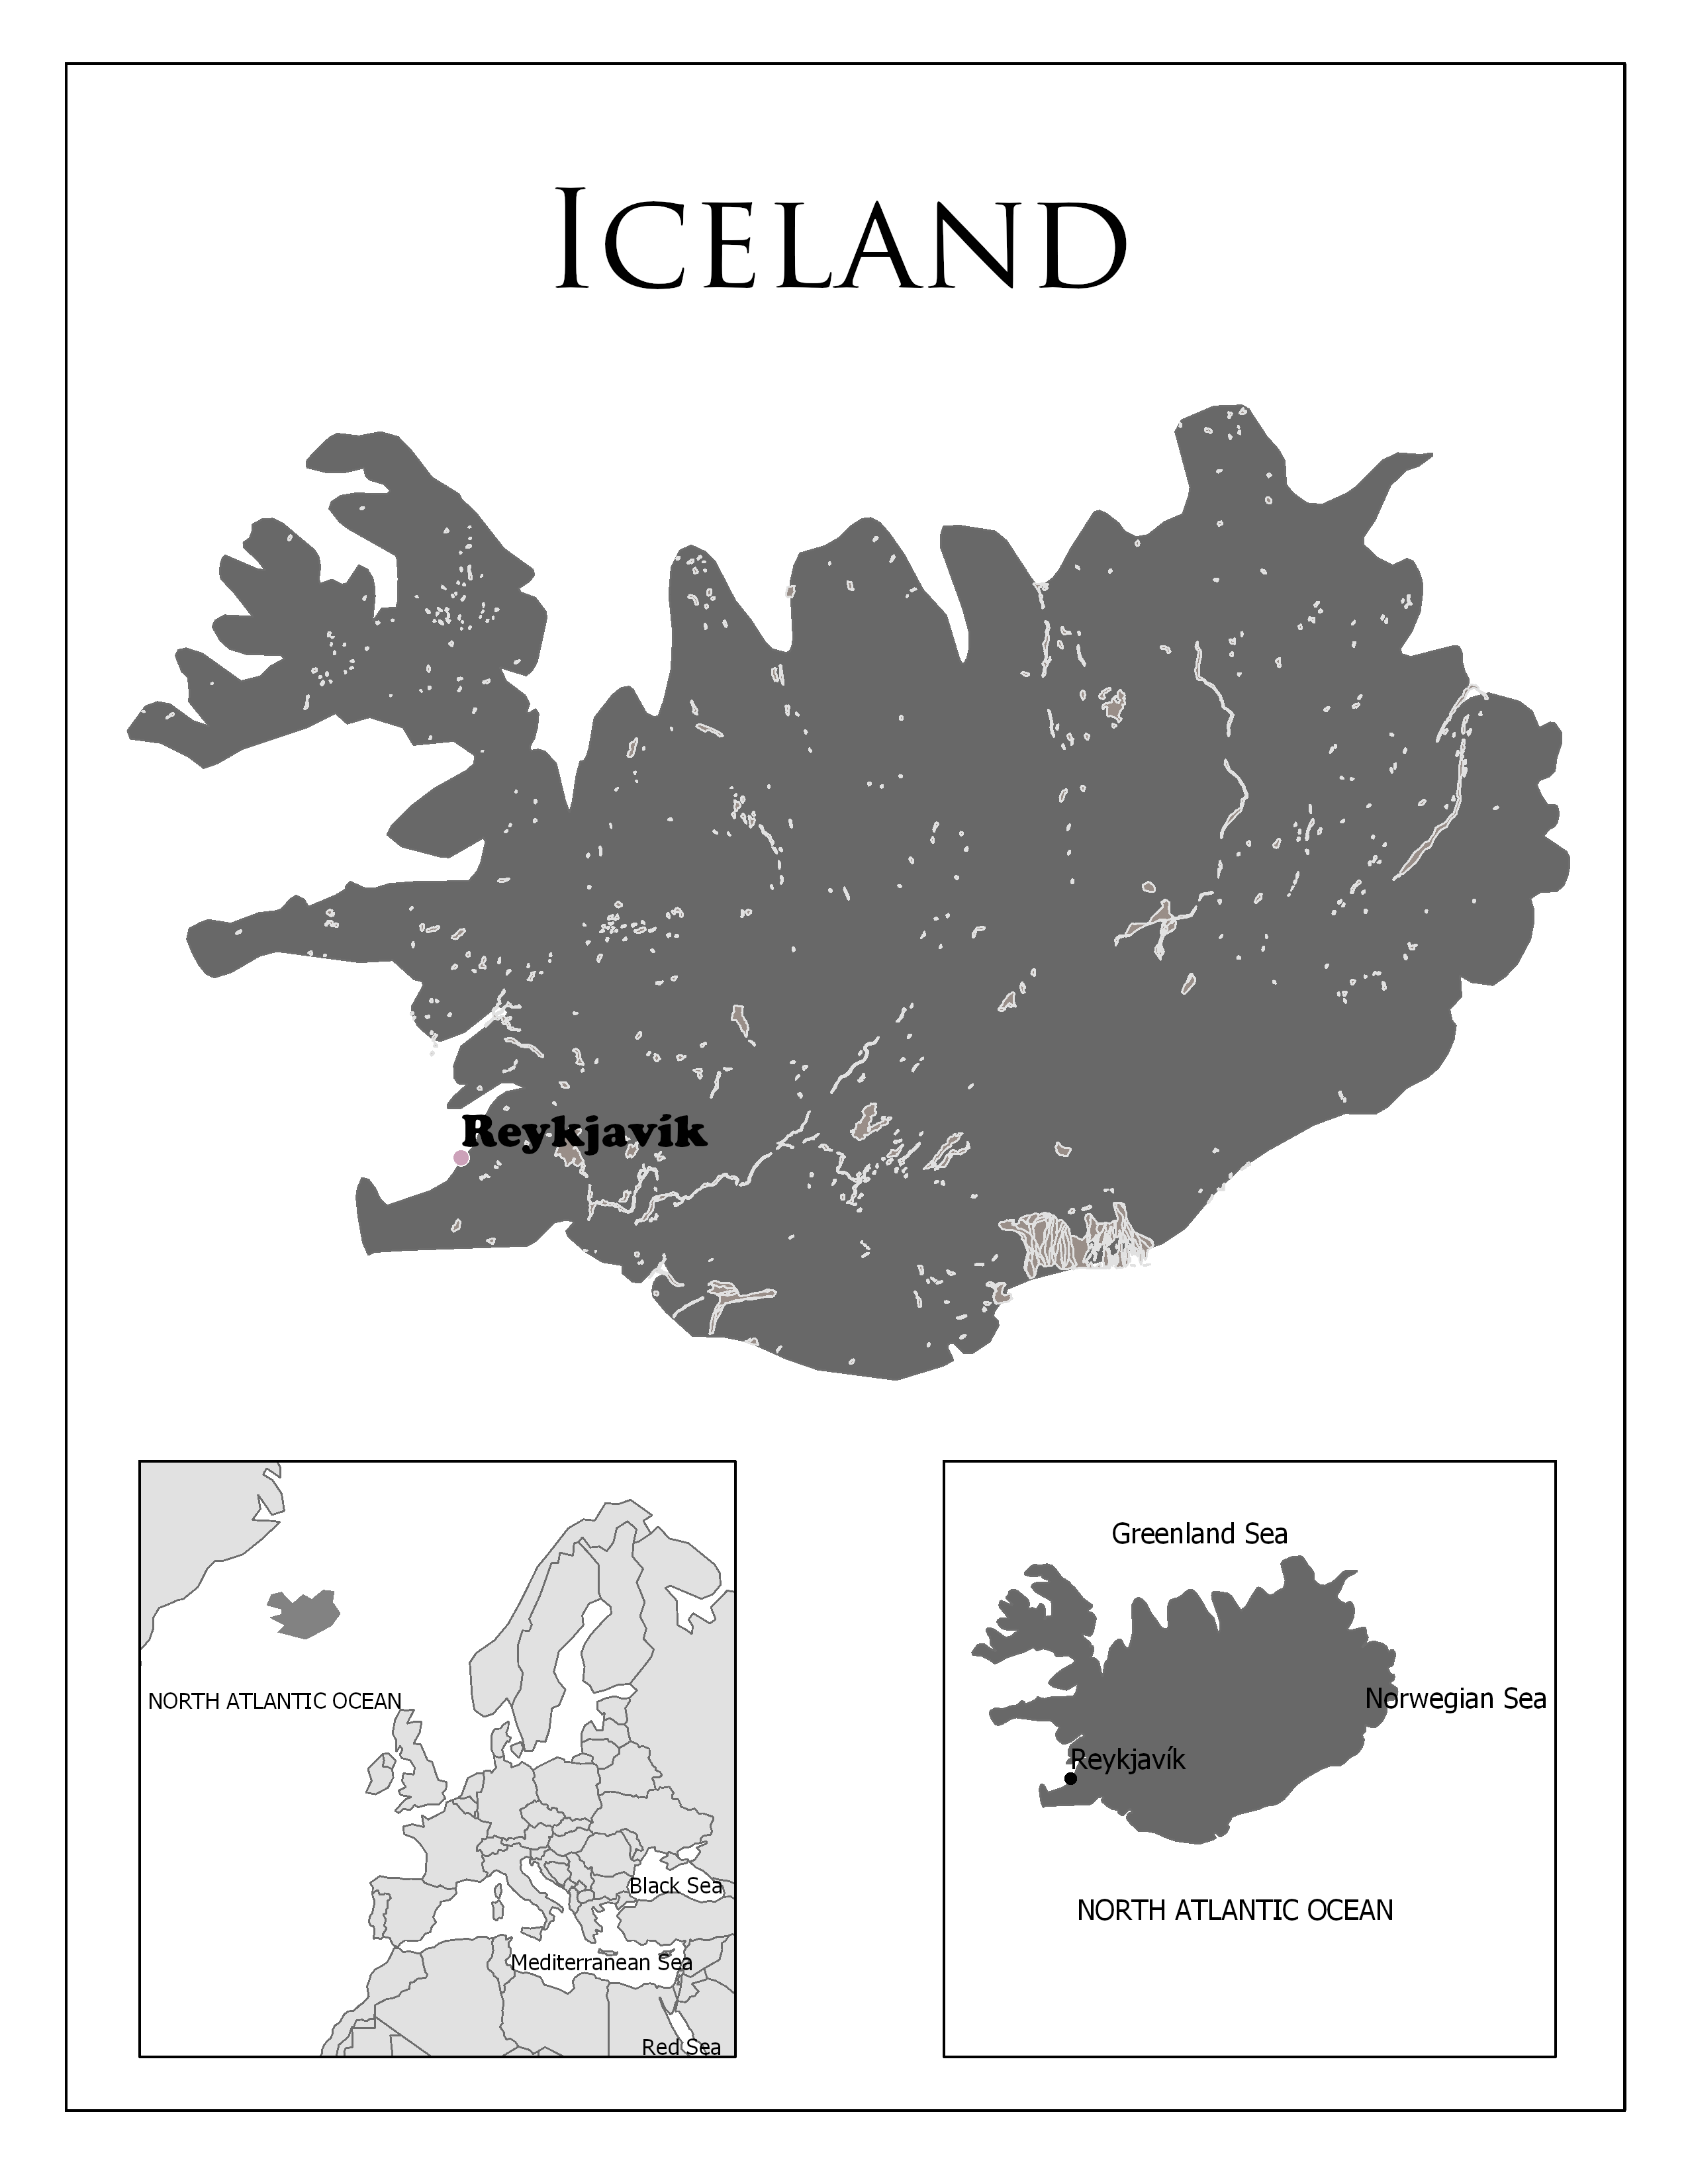 ICELAND
Reykjavík
NORTH ATLANTIC OCEAN
Black Sea
Mediterranean Sea
Red Sea
Greenland Sea
Norwegian Sea
Reykjavík
NORTH ATLANTIC OCEAN